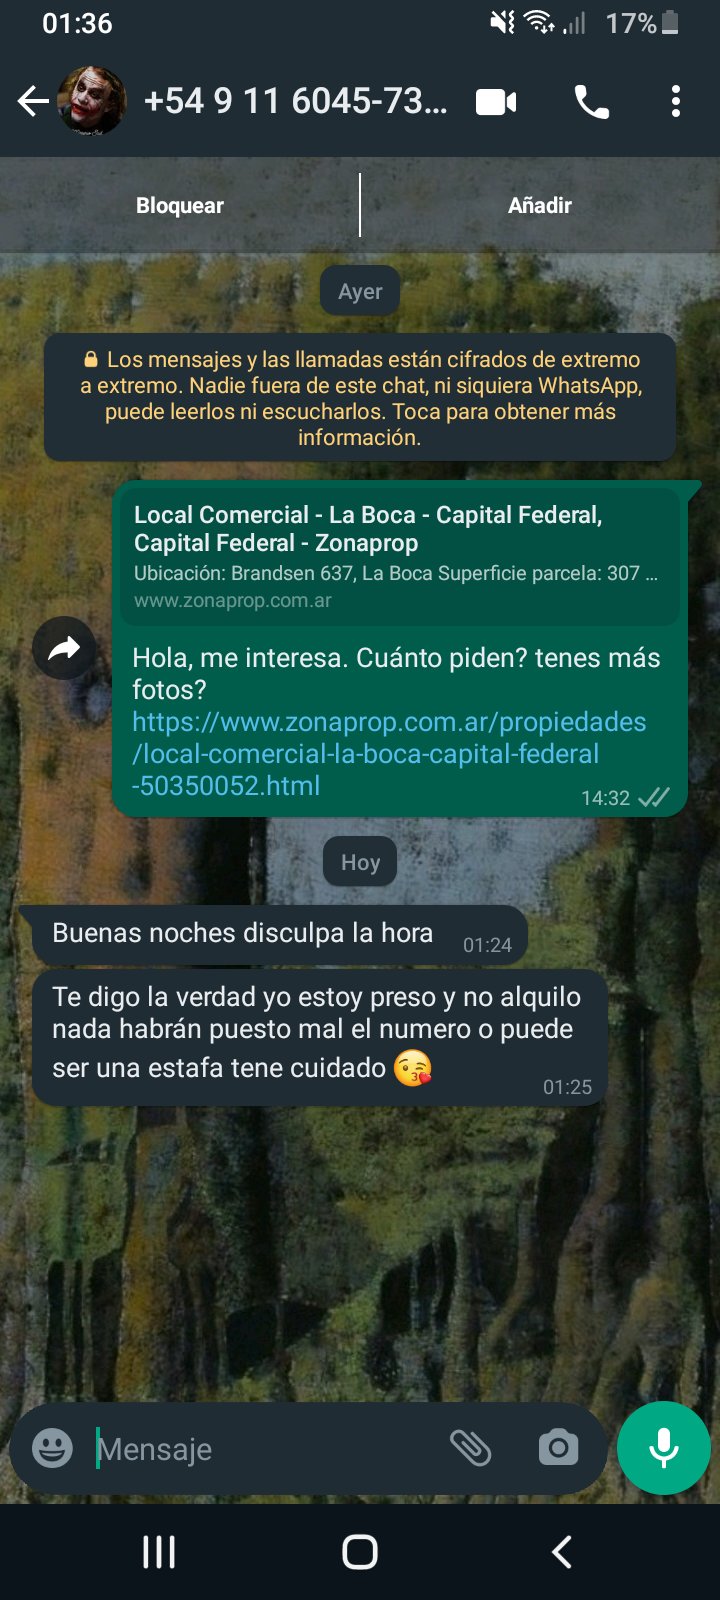 01:36
17%
+54 9 11 6045-73...
Bloquear
Añadir
Ayer
Los mensajes y las llamadas están cifrados de extremo
a extremo. Nadie fuera de este chat, ni siquiera WhatsApp,
puede leerlos ni escucharlos. Toca para obtener más
información.
Local Comercial - La Boca - Capital Federal,
Capital Federal - Zonaprop
Ubicación: Brandsen 637, La Boca Superficie parcela: 307 ...
www.zonaprop.com.ar
Hola, me interesa. Cuánto piden? tenes más
fotos?
https://www.zonaprop.com.ar/propiedades
/local-comercial-la-boca-capital-federal
-50350052.html
14:32
Hoy
Buenas noches disculpa la hora
01:24
Te digo la verdad yo estoy preso y no alquilo
nada habrán puesto mal el numero o puede
ser una estafa tene cuidado 😘
01:25
Mensaje